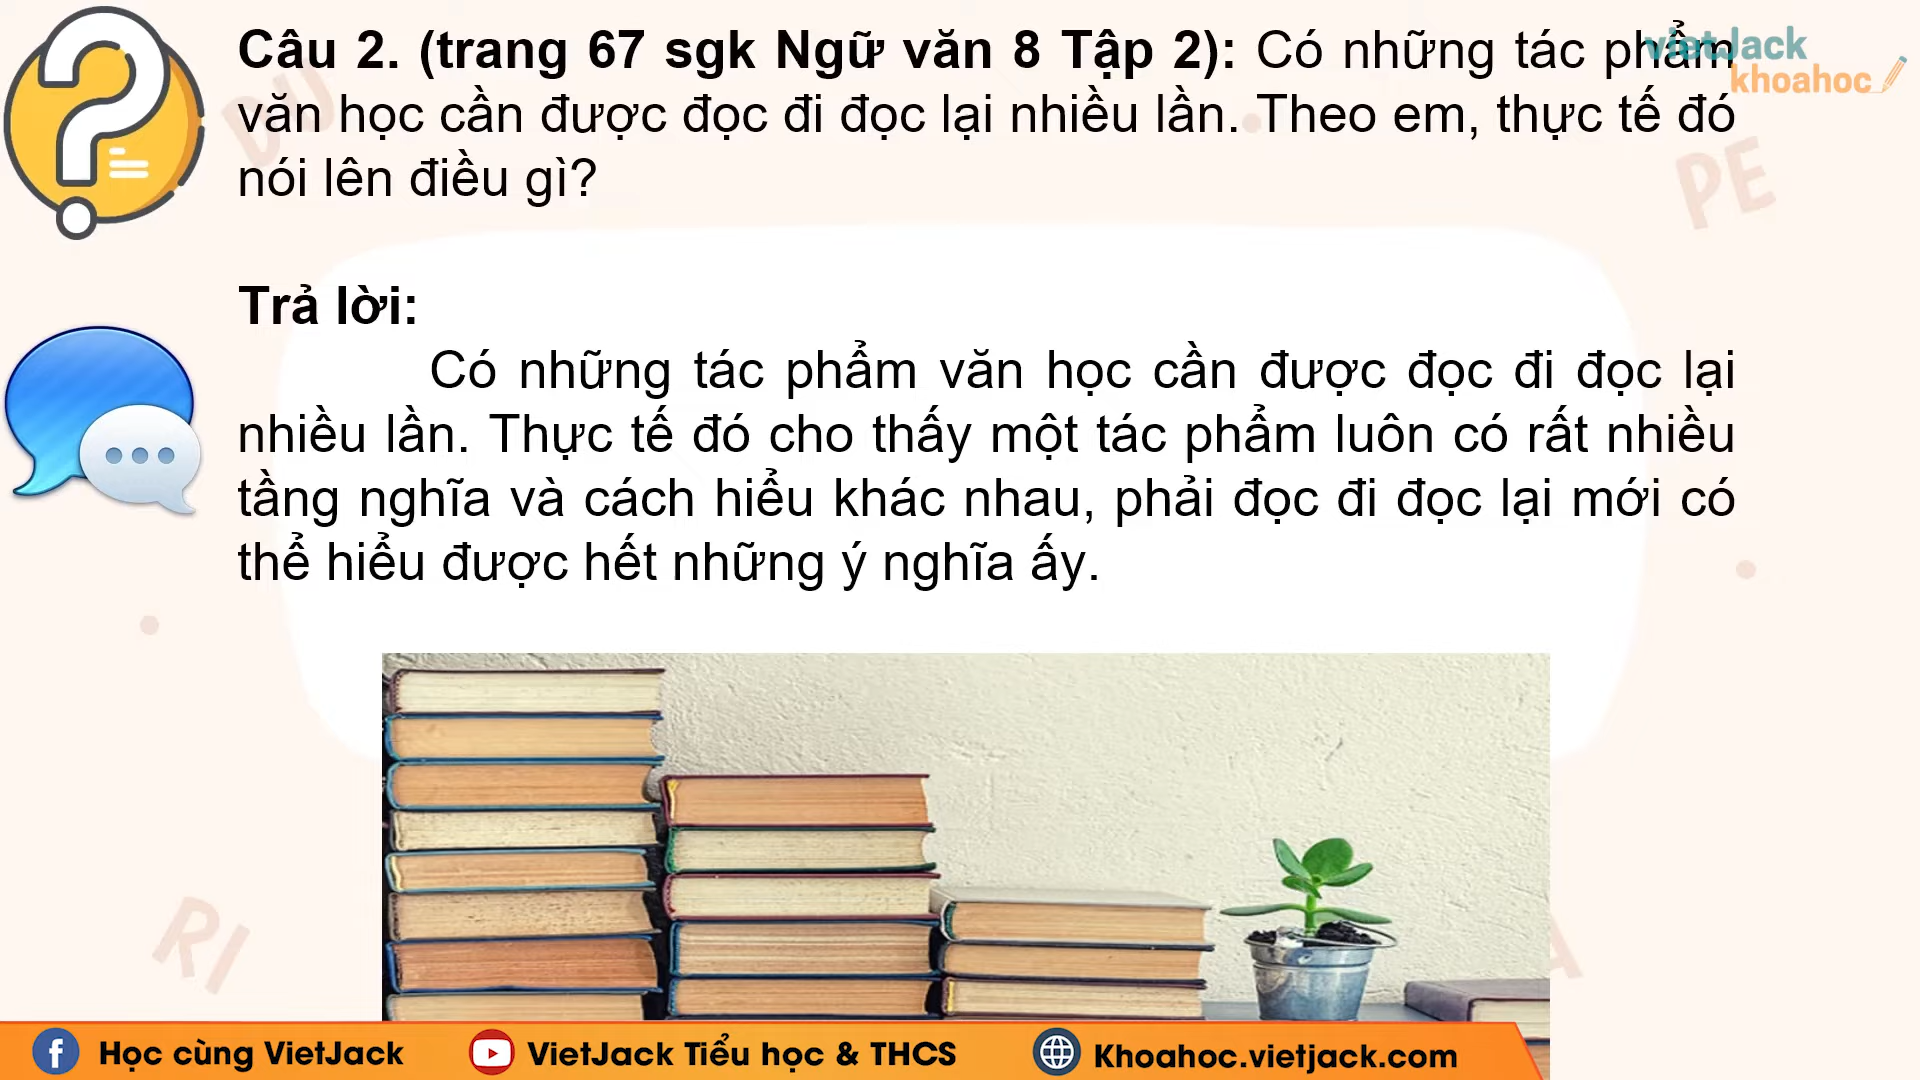 Câu 2. (trang 67 sgk Ngữ văn 8 Tập 2): Có những tác phẩm
văn học cần được đọc đi đọc lại nhiều lần. Theo em, thực tế đó
nói lên điều gì?
vietJack
khoahoc
DU
PE
Trả lời:
Có những tác phẩm văn học cần được đọc đi đọc lại
nhiều lần. Thực tế đó cho thấy một tác phẩm luôn có rất nhiều
tầng nghĩa và cách hiểu khác nhau, phải đọc đi đọc lại mới có
thể hiểu được hết những ý nghĩa ấy.
RI
A
Học cùng VietJack
VietJack Tiểu học & THCS
Khoahoc.vietjack.com